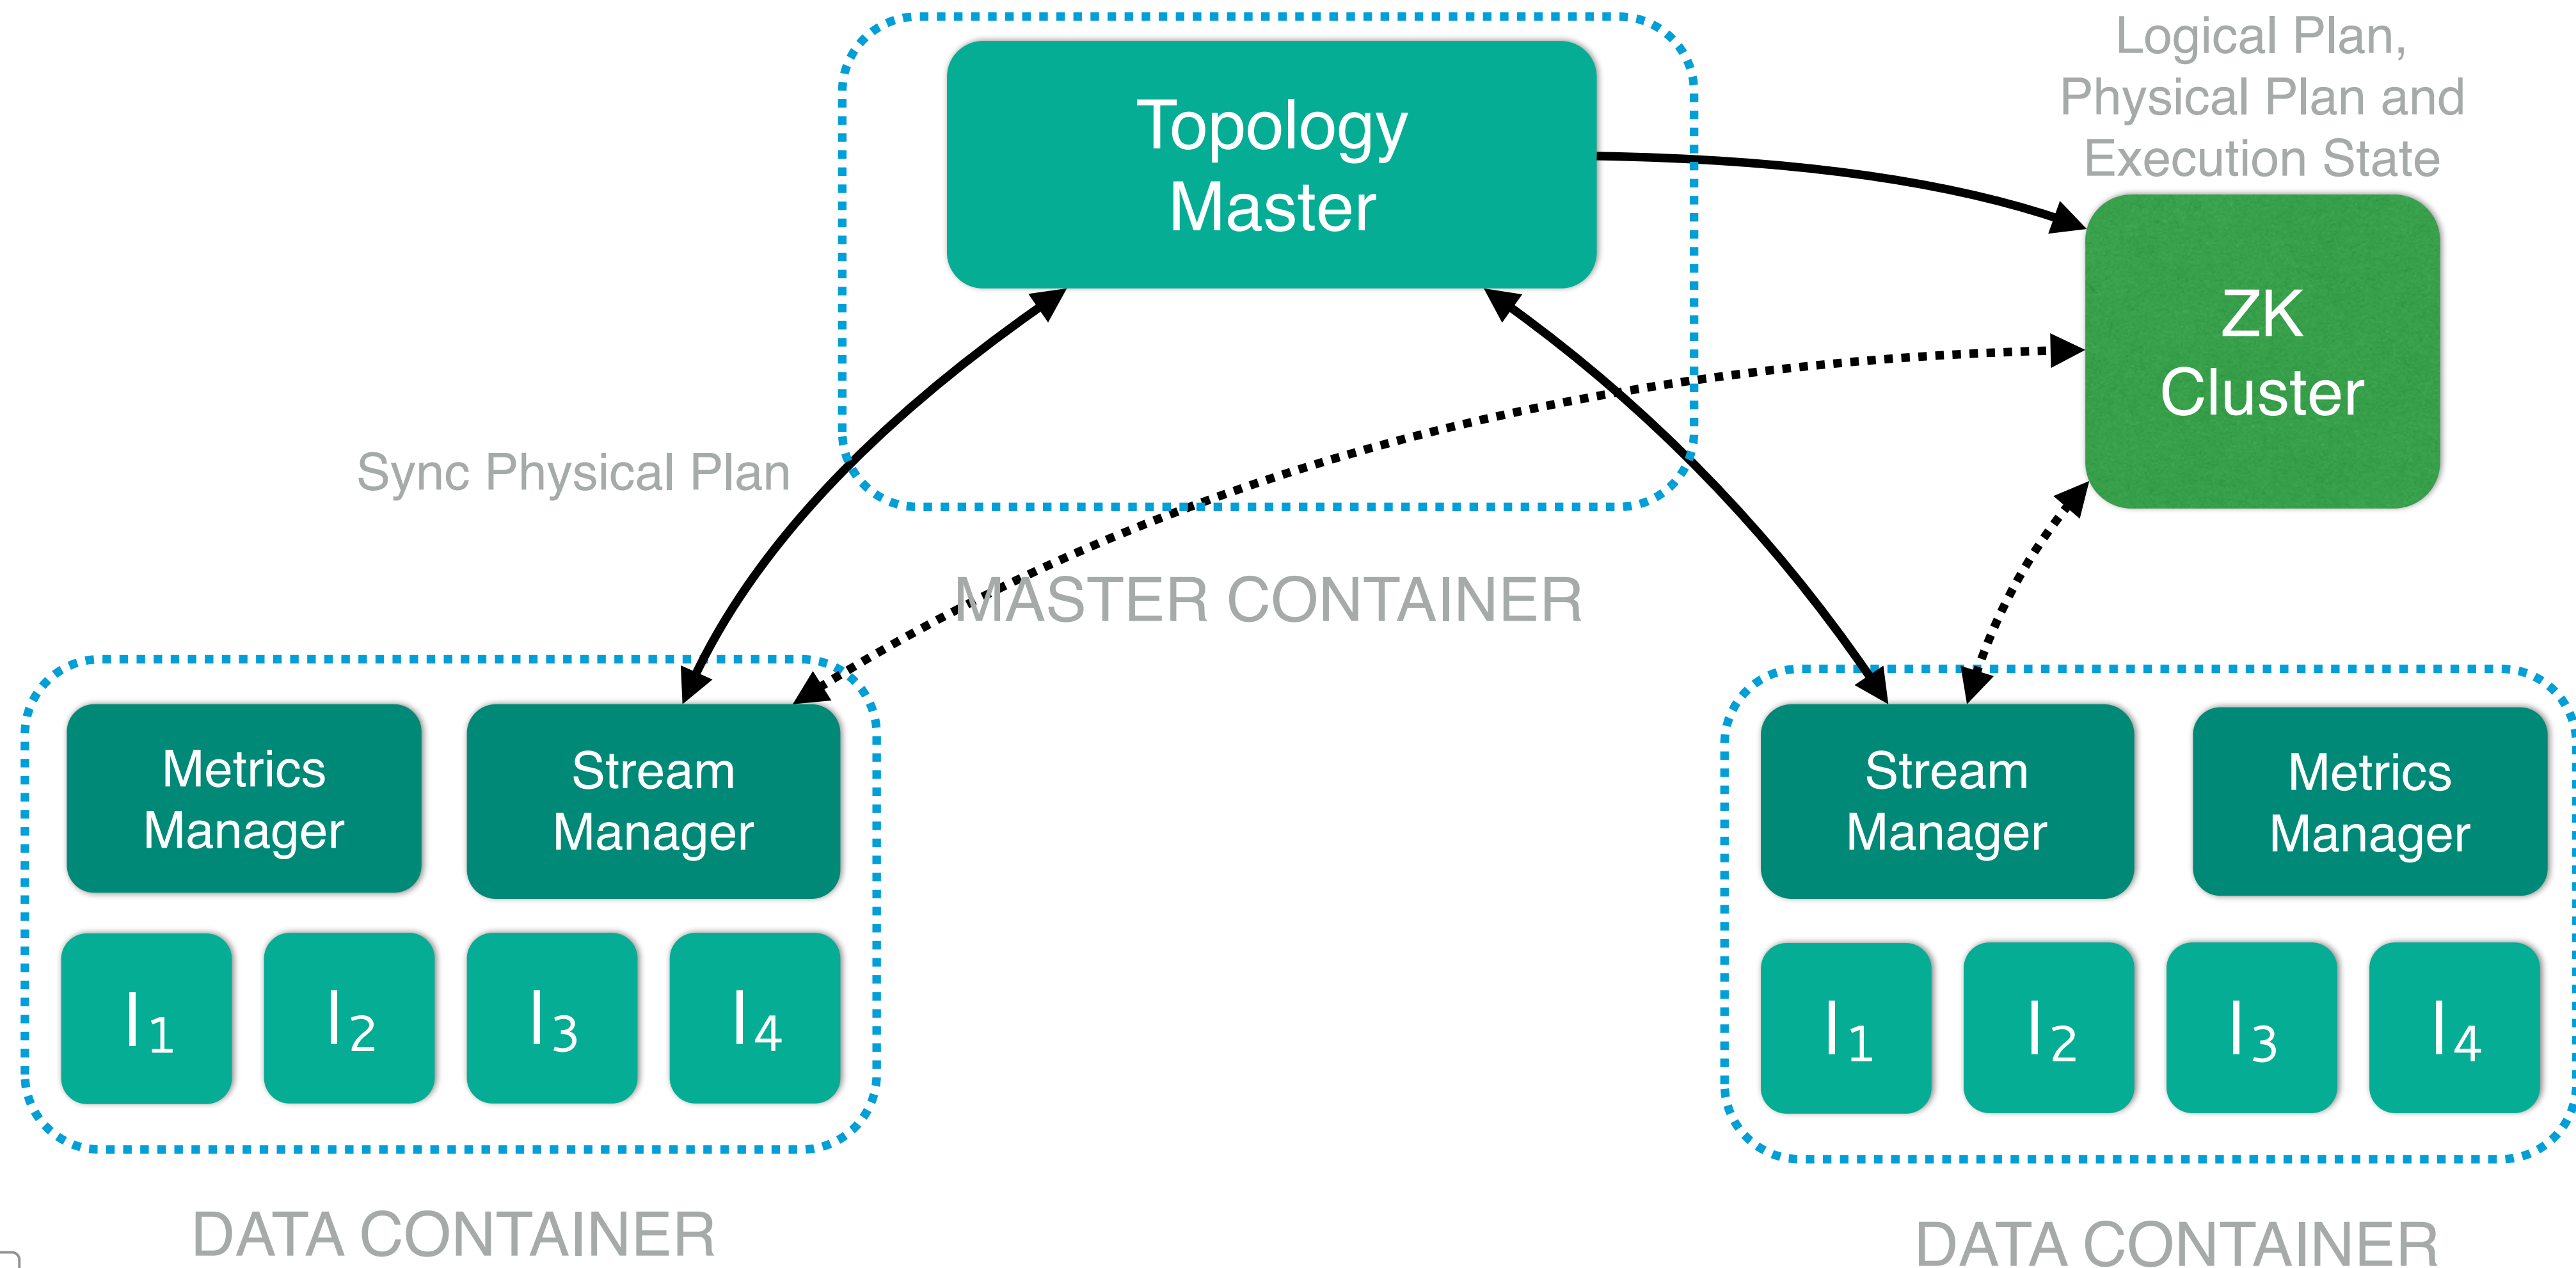 Logical Plan,
Physical Plan and
Execution State
Topology
Master
ZK
Cluster
Sync Physical Plan
MASTER CONTAINER
Metrics
Manager
Stream
Manager
Stream
Manager
Metrics
Manager
I1
I2
I3
I4
I1
I2
I3
I4
DATA CONTAINER
DATA CONTAINER